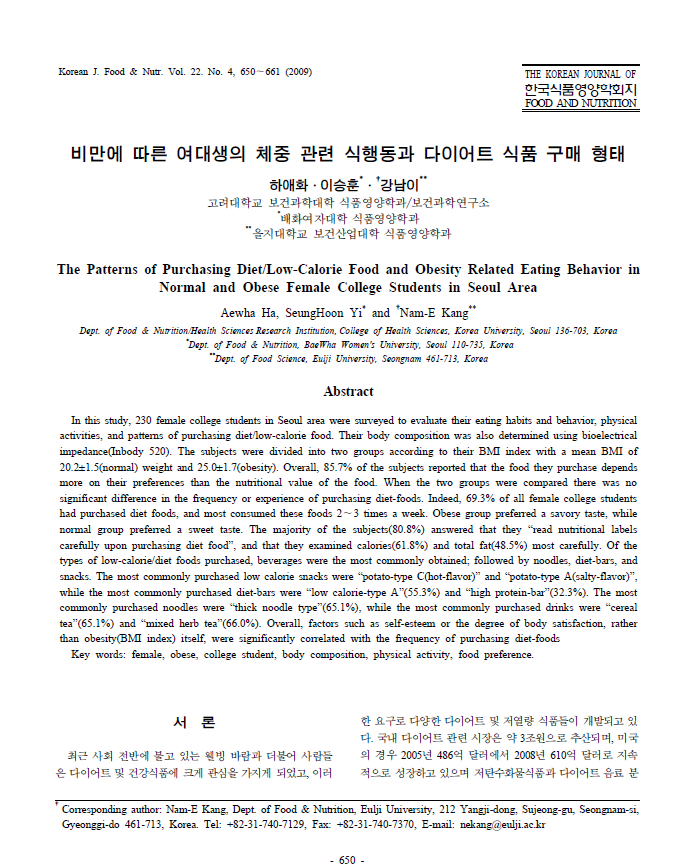 Korean J. Food & Nutr. Vol. 22. No. 4, 650～661 (2009)
THE KOREAN JOURNAL OF
한국식품영양학회지
FOOD AND NUTRITION
비만에 따른 여대생의 체중 관련 식행동과 다이어트 식품 구매 형태
하애화·이승훈*·†강남이**
고려대학교 보건과학대학 식품영양학과/보건과학연구소
*배화여자대학 식품영양학과
**을지대학교 보건산업대학 식품영양학과
The Patterns of Purchasing Diet/Low-Calorie Food and Obesity Related Eating Behavior in
Normal and Obese Female College Students in Seoul Area
Aewha Ha, SeungHoon Yi* and †Nam-E Kang**
Dept. of Food & Nutrition/Health Sciences Research Institution, College of Health Sciences, Korea University, Seoul 136-703, Korea
*Dept. of Food & Nutrition, BaeWha Women's University, Seoul 110-735, Korea
**Dept. of Food Science, Eulji University, Seongnam 461-713, Korea
Abstract
In this study, 230 female college students in Seoul area were surveyed to evaluate their eating habits and behavior, physical
activities, and patterns of purchasing diet/low-calorie food. Their body composition was also determined using bioelectrical
impedance(Inbody 520). The subjects were divided into two groups according to their BMI index with a mean BMI of
20.2±1.5(normal) weight and 25.0±1.7(obesity). Overall, 85.7% of the subjects reported that the food they purchase depends
more on their preferences than the nutritional value of the food. When the two groups were compared there was no
significant difference in the frequency or experience of purchasing diet-foods. Indeed, 69.3% of all female college students
had purchased diet foods, and most consumed these foods 2～3 times a week. Obese group preferred a savory taste, while
normal group preferred a sweet taste. The majority of the subjects(80.8%) answered that they “read nutritional labels
carefully upon purchasing diet food”, and that they examined calories(61.8%) and total fat(48.5%) most carefully. Of the
types of low-calorie/diet foods purchased, beverages were the most commonly obtained; followed by noodles, diet-bars, and
snacks. The most commonly purchased low calorie snacks were “potato-type C(hot-flavor)” and “potato-type A(salty-flavor)”,
while the most commonly purchased diet-bars were “low calorie-type A”(55.3%) and “high protein-bar”(32.3%). The most
commonly purchased noodles were “thick noodle type”(65.1%), while the most commonly purchased drinks were “cereal
tea”(65.1%) and “mixed herb tea”(66.0%). Overall, factors such as self-esteem or the degree of body satisfaction, rather
than obesity(BMI index) itself, were significantly correlated with the frequency of purchasing diet-foods
Key words: female, obese, college student, body composition, physical activity, food preference.
서 론
최근 사회 전반에 불고 있는 웰빙 바람과 더불어 사람들
은 다이어트 및 건강식품에 크게 관심을 가지게 되었고, 이러
한 요구로 다양한 다이어트 및 저열량 식품들이 개발되고 있
다. 국내 다이어트 관련 시장은 약 3조원으로 추산되며, 미국
의 경우 2005년 486억 달러에서 2008년 610억 달러로 지속
적으로 성장하고 있으며 저탄수화물식품과 다이어트 음료 분
† Corresponding author: Nam-E Kang, Dept. of Food & Nutrition, Eulji University, 212 Yangji-dong, Sujeong-gu, Seongnam-si,
Gyeonggi-do 461-713, Korea. Tel: +82-31-740-7129, Fax: +82-31-740-7370, E-mail: nekang@eulji.ac.kr
- 650 -